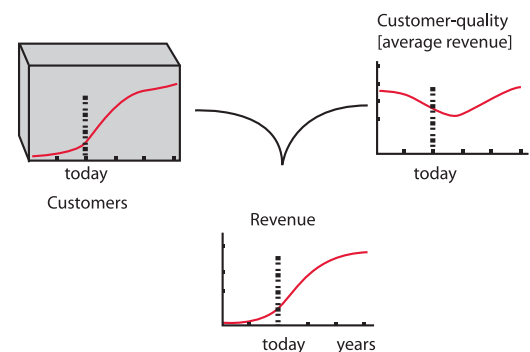 Customer-quality
[average revenue]
today
Customers
today
Revenue
today years